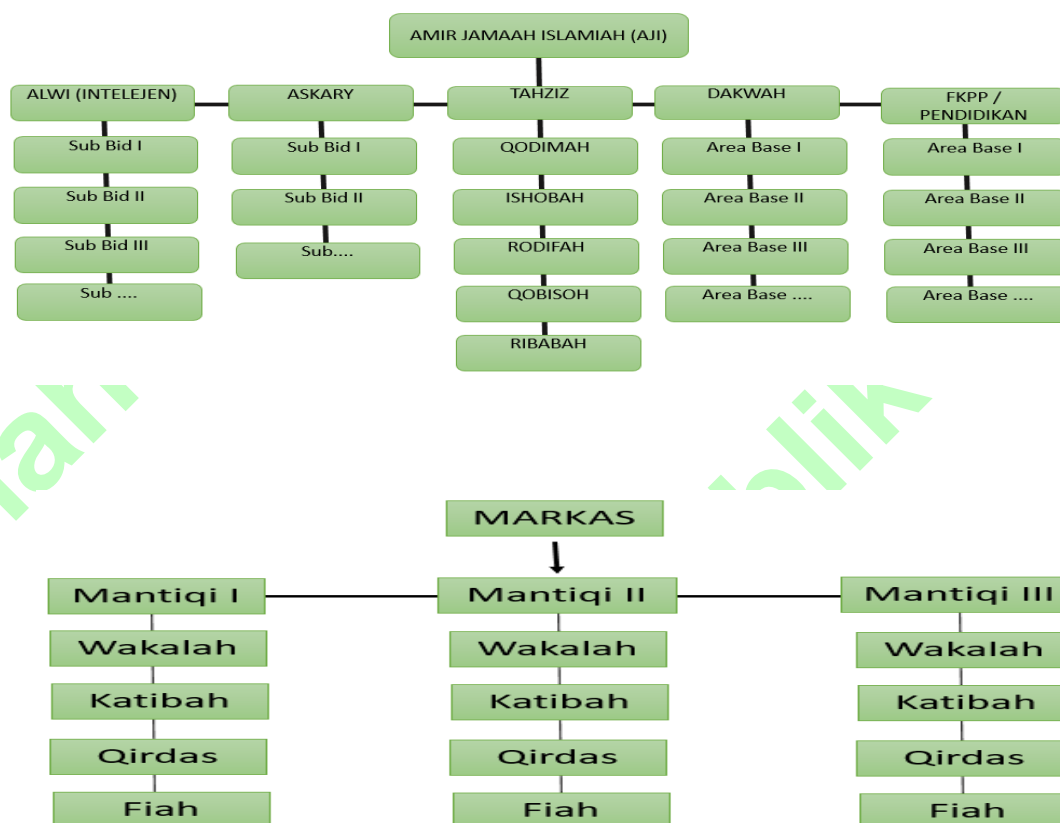 AMIR JAMAAH ISLAMIAH (AJI)
ALWI (INTELEJEN)
ASKARY
TAHZIZ
DAKWAH
FKPP /
PENDIDIKAN
Sub Bid I
Sub Bid I
QODIMAH
Area Base I
Area Base I
Sub Bid II
Sub Bid II
ISHOBAH
Area Base II
Area Base II
Sub Bid III
Sub....
RODIFAH
Area Base III
Area Base III
Sub ....
QOBISOH
Area Base ....
Area Base ....
RIBABAH
MARKAS
Mantiqi I
Mantiqi II
Mantiqi III
Wakalah
Wakalah
Wakalah
Katibah
Katibah
Katibah
Qirdas
Qirdas
Qirdas
Fiah
Fiah
Fiah